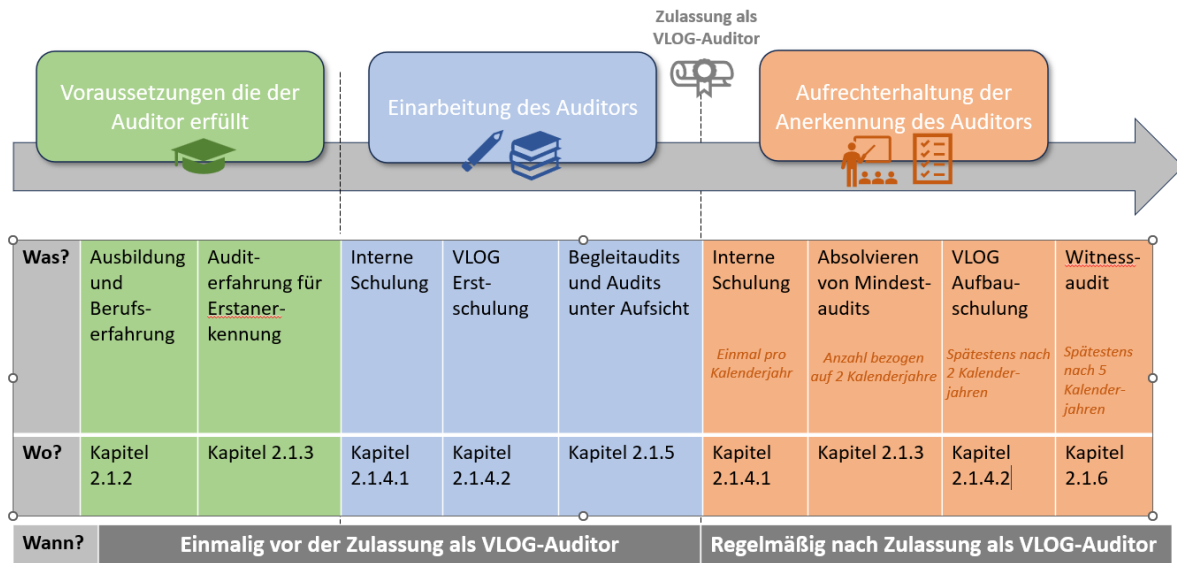 Zulassung als
VLOG-Auditor
Voraussetzungen die der
Auditor erfüllt
Einarbeitung des Auditors
Aufrechterhaltung der
Anerkennung des Auditors
Was?
Ausbildung
und
Berufs-
erfahrung
Audit-
erfahrung für
Erstaner-
kennung
Interne
Schulung
VLOG
Erst-
schulung
Begleitaudits
und Audits
unter Aufsicht
Interne
Schulung
Einmal pro
Kalenderjahr
Absolvieren
von Mindest-
audits
Anzahl bezogen
auf 2 Kalenderjahre
VLOG
Aufbau-
schulung
Spätestens nach
2 Kalender-
jahren
Witness-
audit
Spätestens
nach 5
Kalender-
jahren
Wo?
Kapitel
2.1.2
Kapitel 2.1.3
Kapitel
2.1.4.1
Kapitel
2.1.4.2
Kapitel 2.1.5
Kapitel
2.1.4.1
Kapitel 2.1.3
Kapitel
2.1.4.2
Kapitel
2.1.6
Wann?
Einmalig vor der Zulassung als VLOG-Auditor
Regelmäßig nach Zulassung als VLOG-Auditor